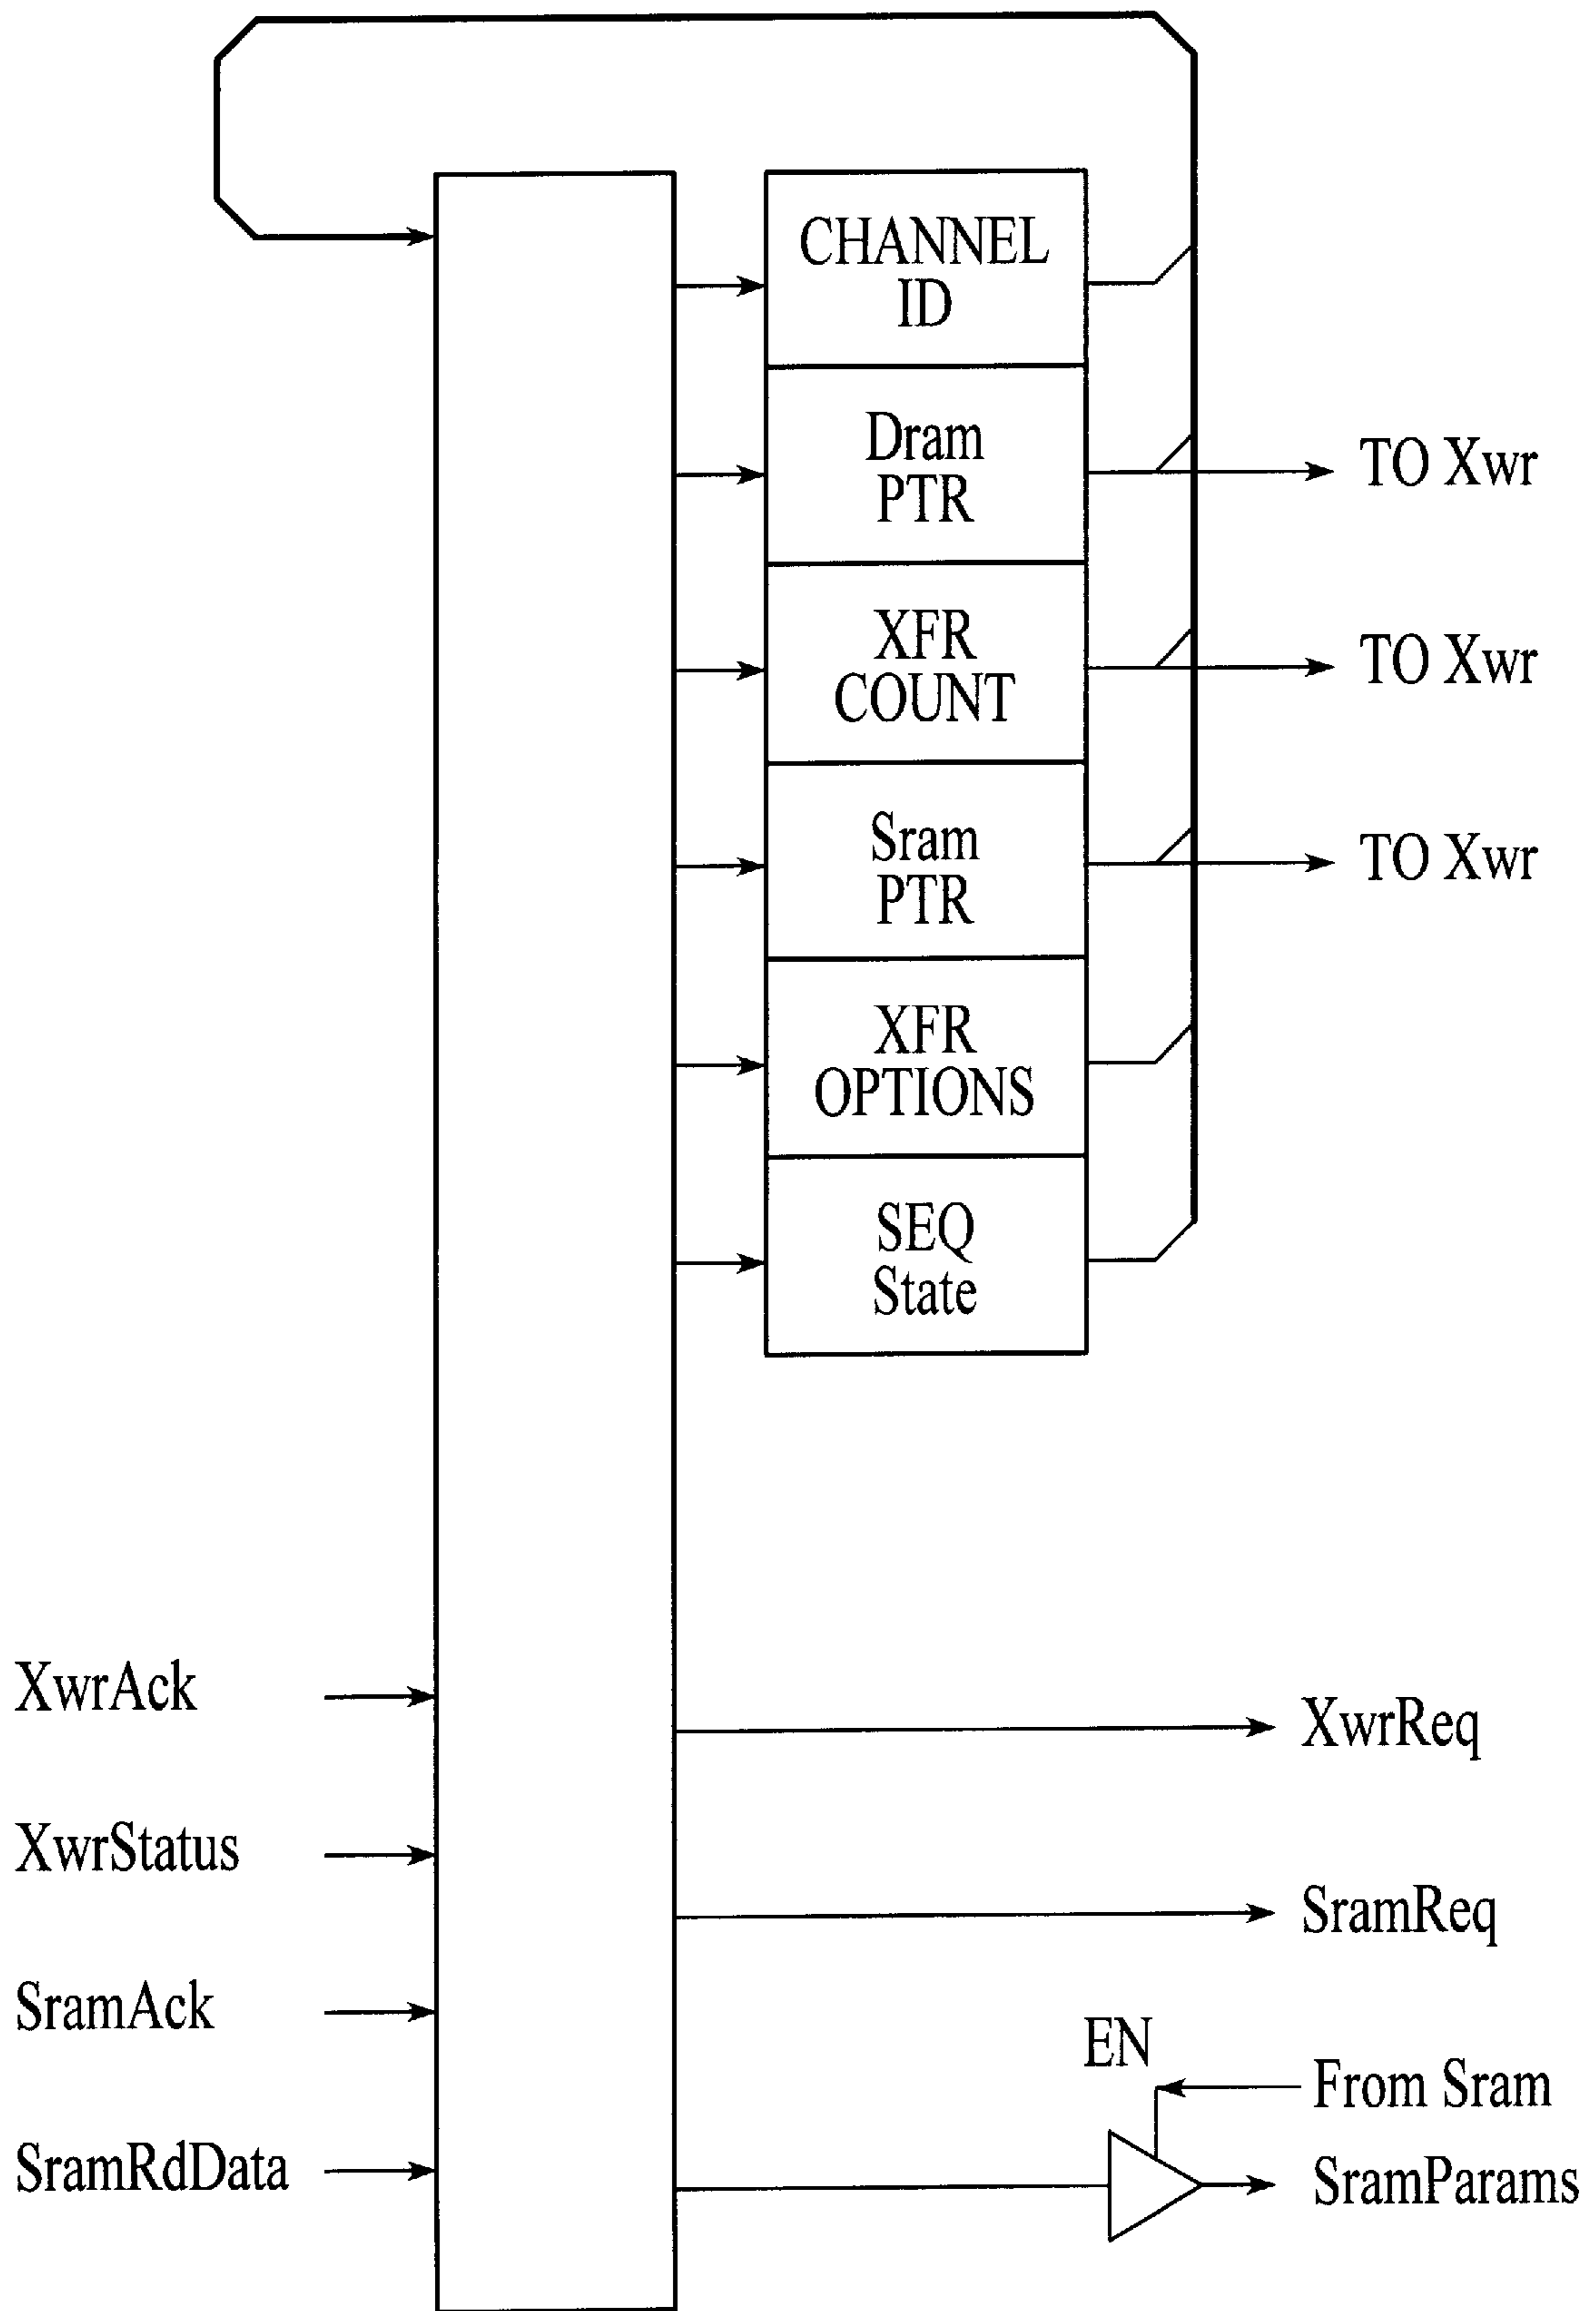 CHANNEL
ID
Dram
PTR
TO Xwr
XFR
COUNT
TO Xwr
Sram
PTR
TO Xwr
XFR
OPTIONS
SEQ
State
XwrAck
XwrReq
XwrStatus
SramReq
SramAck
EN
From Sram
SramRdData
SramParams